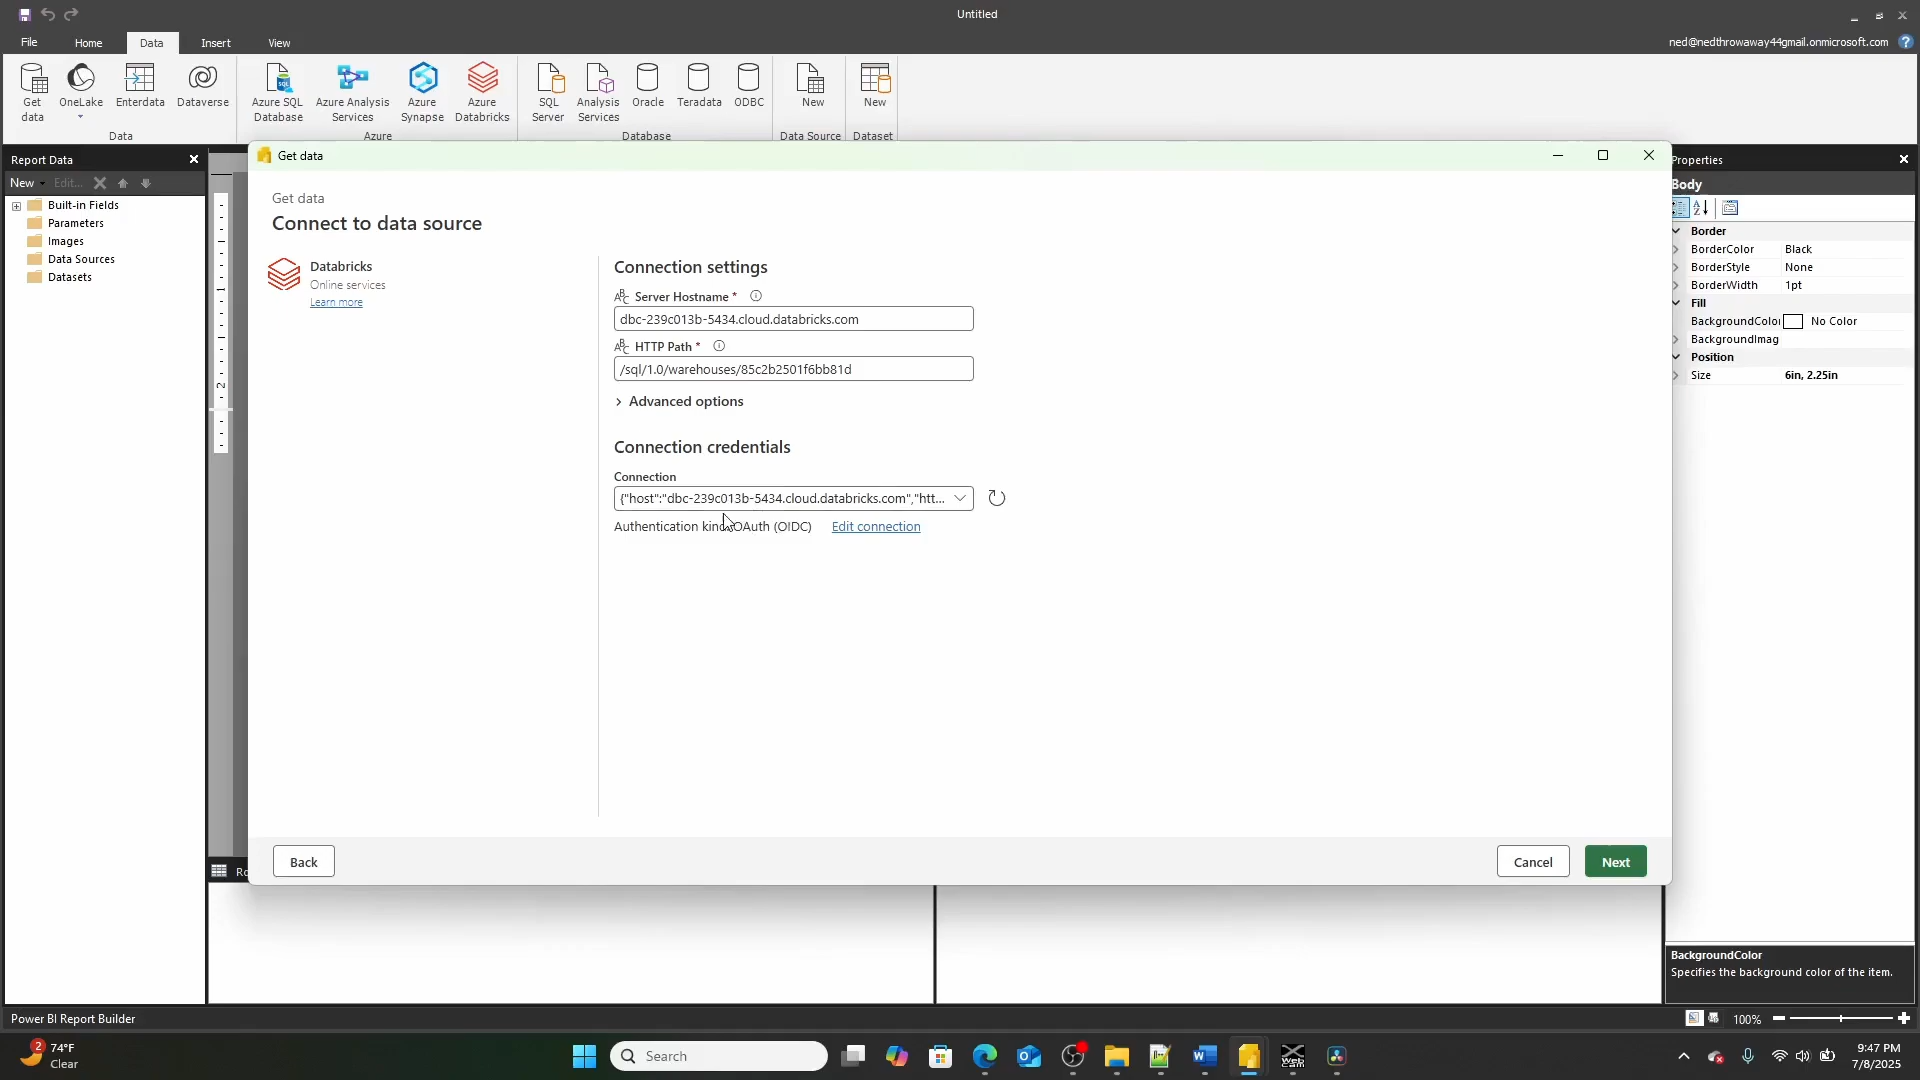 Untitled
File
Home
Data
Insert
View
ned@nedthrowaway44gmail.onmicrosoft.com
Get data
OneLake
Enterdata
Dataverse
Azure SQL Database
Azure Analysis Services
Azure Synapse
Azure Databricks
SQL Server
Analysis Services
Oracle
Teradata
ODBC
New
New
Data
Azure
Database
Data Source
Dataset
Report Data
New
Edit...
Built-in Fields
Parameters
Images
Data Sources
Datasets
Get data
Get data
Connect to data source
Databricks
Online services
Learn more
Connection settings
Server Hostname *
dbc-239c013b-5434.cloud.databricks.com
HTTP Path *
/sql/1.0/warehouses/85c2b2501f6bb81d
Advanced options
Connection credentials
Connection
{"host":"dbc-239c013b-5434.cloud.databricks.com","htt...
Authentication kind OAuth (OIDC)
Edit connection
Back
Cancel
Next
2
Properties
Body
Border
BorderColor Black
BorderStyle None
BorderWidth 1pt
Fill
BackgroundColor No Color
BackgroundImag
Position
Size 6in, 2.25in
BackgroundColor
Specifies the background color of the item.
Power BI Report Builder
100%
2
74°F
Clear
Search
9:47 PM
7/8/2025